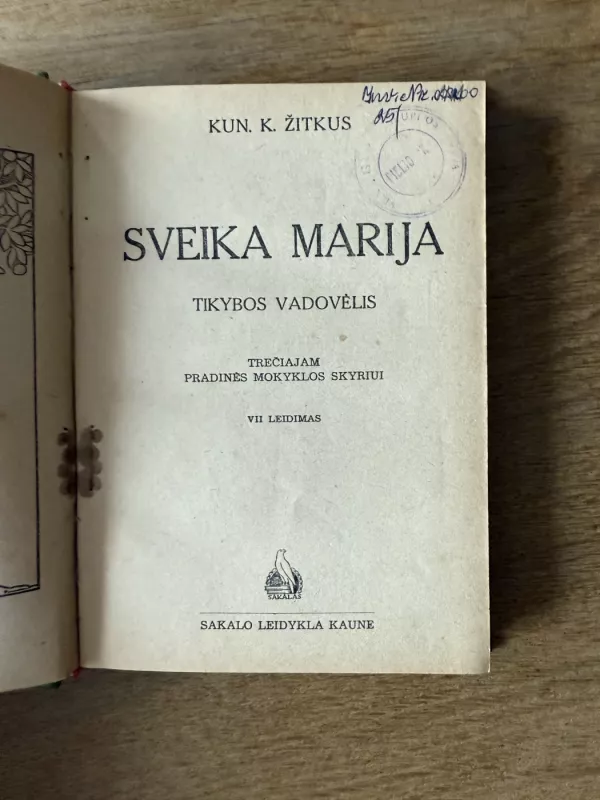 KUN. K. ŽITKUS
SVEIKA MARIJA
TIKYBOS VADOVĖLIS
TREČIAJAM
PRADINĖS MOKYKLOS SKYRIUI
VII LEIDIMAS
SAKALAS
SAKALO LEIDYKLA KAUNE